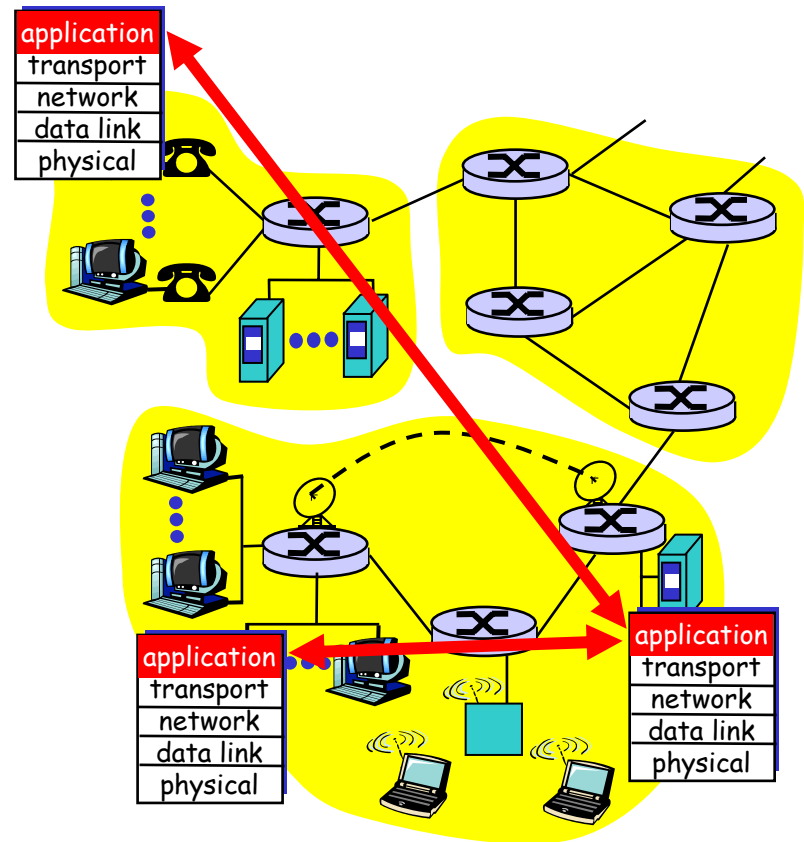 application
transport
network
data link
physical
application
transport
network
data link
physical
application
transport
network
data link
physical